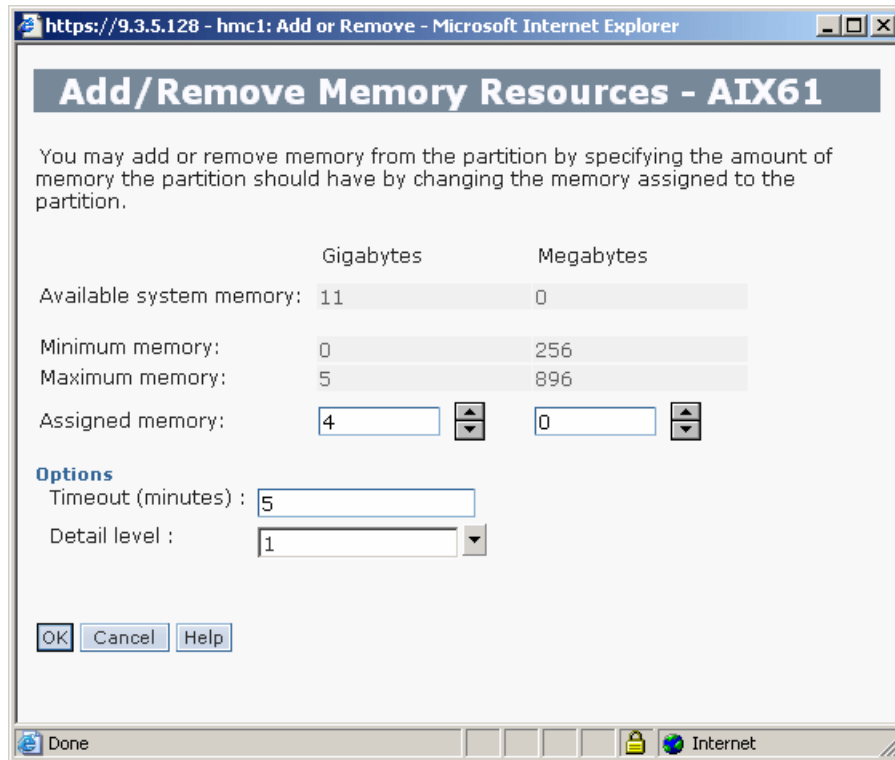 https://9.3.5.128 - hmc1: Add or Remove - Microsoft Internet Explorer
Add/Remove Memory Resources - AIX61
You may add or remove memory from the partition by specifying the amount of
memory the partition should have by changing the memory assigned to the
partition.
Gigabytes Megabytes
Available system memory: 11 0
Minimum memory: 0 256
Maximum memory: 5 896
Assigned memory: 4 0
Options
Timeout (minutes) : 5
Detail level : 1
OK Cancel Help
Done Internet